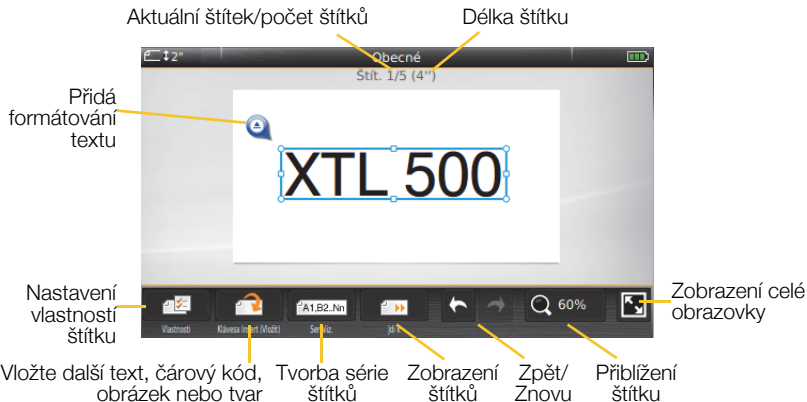 Aktuální štítek/počet štítků
Délka štítku
2"
Obecné
Štít. 1/5 (4'')
Přidá
formátování
textu
XTL 500
Nastavení
vlastností
štítku
A1,B2..Nn
60%
Vlastnosti
Klávesa Insert (Vložit)
Zobrazení celé
obrazovky
Vložte další text, čárový kód,
obrázek nebo tvar
Tvorba série
štítků
Zobrazení
štítků
Zpět/
Znovu
Přiblížení
štítku